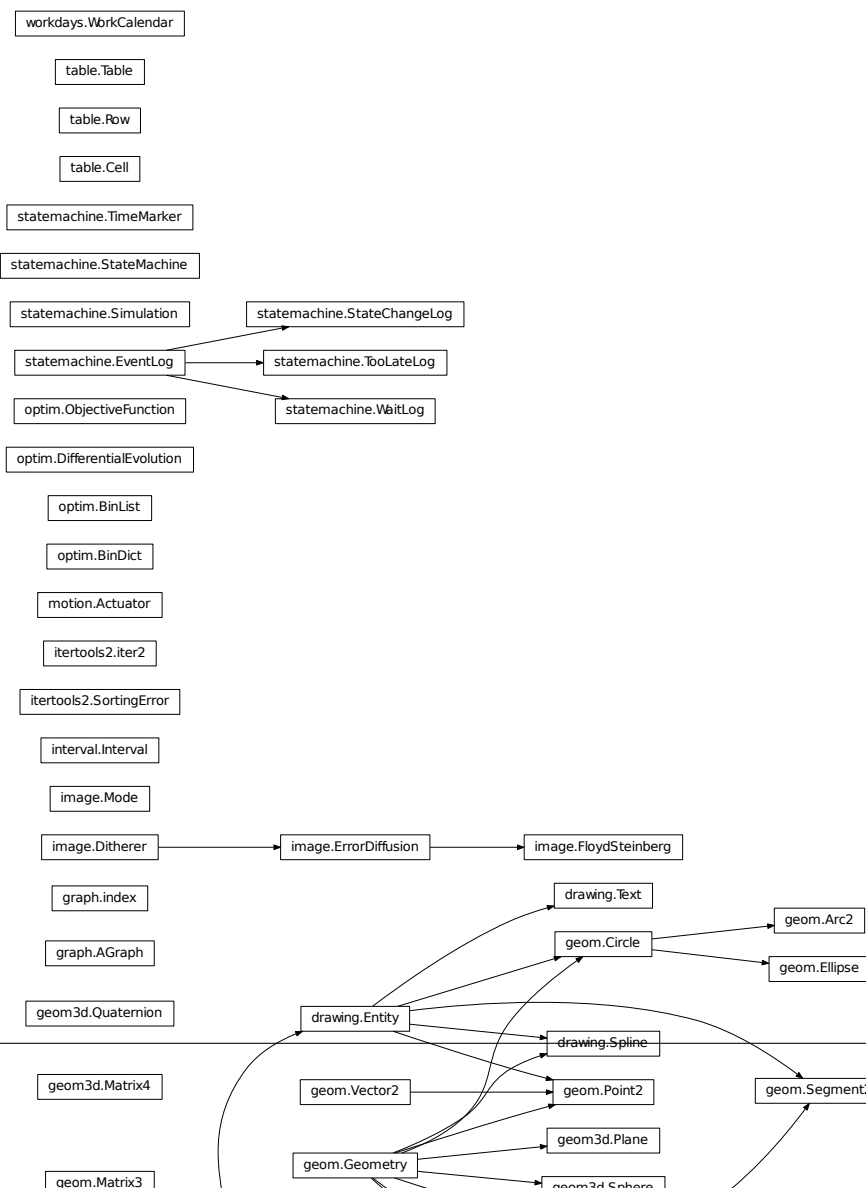 workdays.WorkCalendar
table.Table
table.Row
table.Cell
statemachine.TimeMarker
statemachine.StateMachine
statemachine.Simulation
statemachine.StateChangeLog
statemachine.EventLog
statemachine.TooLateLog
optim.ObjectiveFunction
statemachine.WaitLog
optim.DifferentialEvolution
optim.BinList
optim.BinDict
motion.Actuator
itertools2.iter2
itertools2.SortingError
interval.Interval
image.Mode
image.Ditherer
image.ErrorDiffusion
image.FloydSteinberg
graph.index
drawing.Text
geom.Arc2
geom.Circle
graph.AGraph
geom.Ellipse
geom3d.Quaternion
drawing.Entity
drawing.Spline
geom3d.Matrix4
geom.Vector2
geom.Point2
geom.Segment2
geom3d.Plane
geom.Geometry
geom.Matrix3
geom3d.Sphere